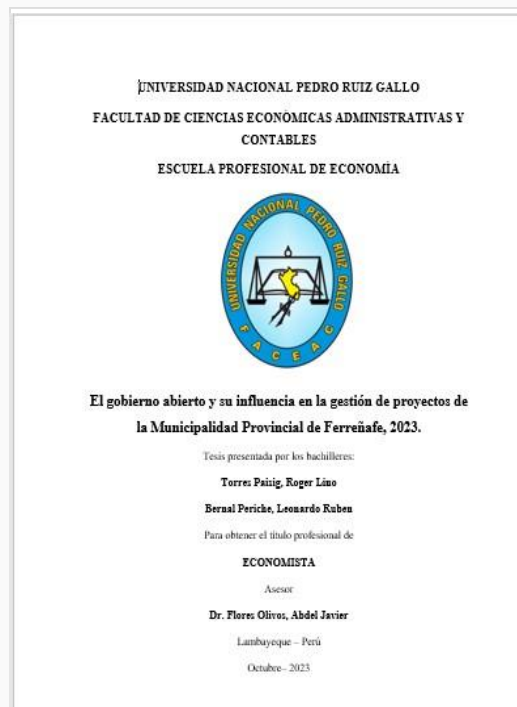 UNIVERSIDAD NACIONAL PEDRO RUIZ GALLO
FACULTAD DE CIENCIAS ECONÓMICAS ADMINISTRATIVAS Y
CONTABLES
ESCUELA PROFESIONAL DE ECONOMÍA
UNIVERSIDAD NACIONAL PEDRO RUIZ GALLO
FACEAC
El gobierno abierto y su influencia en la gestión de proyectos de
la Municipalidad Provincial de Ferreñafe, 2023.
Tesis presentada por los bachilleres:
Torres Paisig, Roger Lino
Bernal Periche, Leonardo Ruben
Para obtener el título profesional de
ECONOMISTA
Asesor
Dr. Flores Olivos, Abdel Javier
Lambayeque – Perú
Octubre– 2023